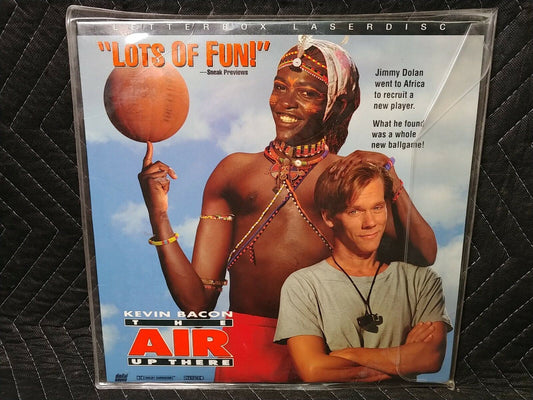 LETTERBOX LASERDISC
"LOTS OF FUN!"
—Sneak Previews
Jimmy Dolan
went to Africa
to recruit a
new player.
What he found
was a whole
new ballgame!
KEVIN BACON
THE
AIR
UP THERE